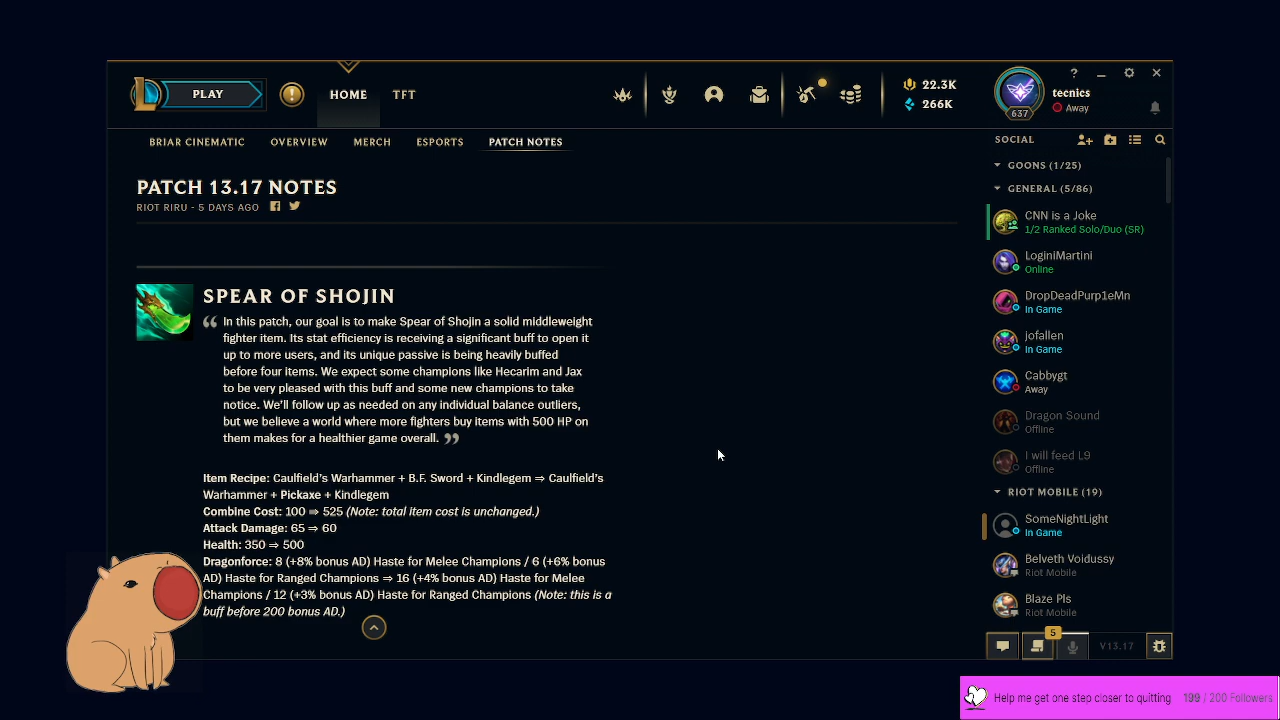 PLAY
HOME
TFT
22.3K
266K
637
tecnics
Away
?
BRIAR CINEMATIC
OVERVIEW
MERCH
ESPORTS
PATCH NOTES
PATCH 13.17 NOTES
RIOT RIRU - 5 DAYS AGO
SPEAR OF SHOJIN
“ In this patch, our goal is to make Spear of Shojin a solid middleweight
fighter item. Its stat efficiency is receiving a significant buff to open it
up to more users, and its unique passive is being heavily buffed
before four items. We expect some champions like Hecarim and Jax
to be very pleased with this buff and some new champions to take
notice. We'll follow up as needed on any individual balance outliers,
but we believe a world where more fighters buy items with 500 HP on
them makes for a healthier game overall. ”
Item Recipe: Caulfield's Warhammer + B.F. Sword + Kindlegem ⇒ Caulfield's
Warhammer + Pickaxe + Kindlegem
Combine Cost: 100 ⇒ 525 (Note: total item cost is unchanged.)
Attack Damage: 65 ⇒ 60
Health: 350 ⇒ 500
Dragonforce: 8 (+8% bonus AD) Haste for Melee Champions / 6 (+6% bonus
AD) Haste for Ranged Champions ⇒ 16 (+4% bonus AD) Haste for Melee
Champions / 12 (+3% bonus AD) Haste for Ranged Champions (Note: this is a
buff before 200 bonus AD.)
SOCIAL
GOONS (1/25)
GENERAL (5/86)
CNN is a Joke
1/2 Ranked Solo/Duo (SR)
LoginiMartini
Online
DropDeadPurp1eMn
In Game
jofallen
In Game
Cabbygt
Away
Dragon Sound
Offline
I will feed L9
Offline
RIOT MOBILE (19)
SomeNightLight
In Game
Belveth Voidussy
Riot Mobile
Blaze Pls
Riot Mobile
5
V13.17
Help me get one step closer to quitting
199 / 200 Followers